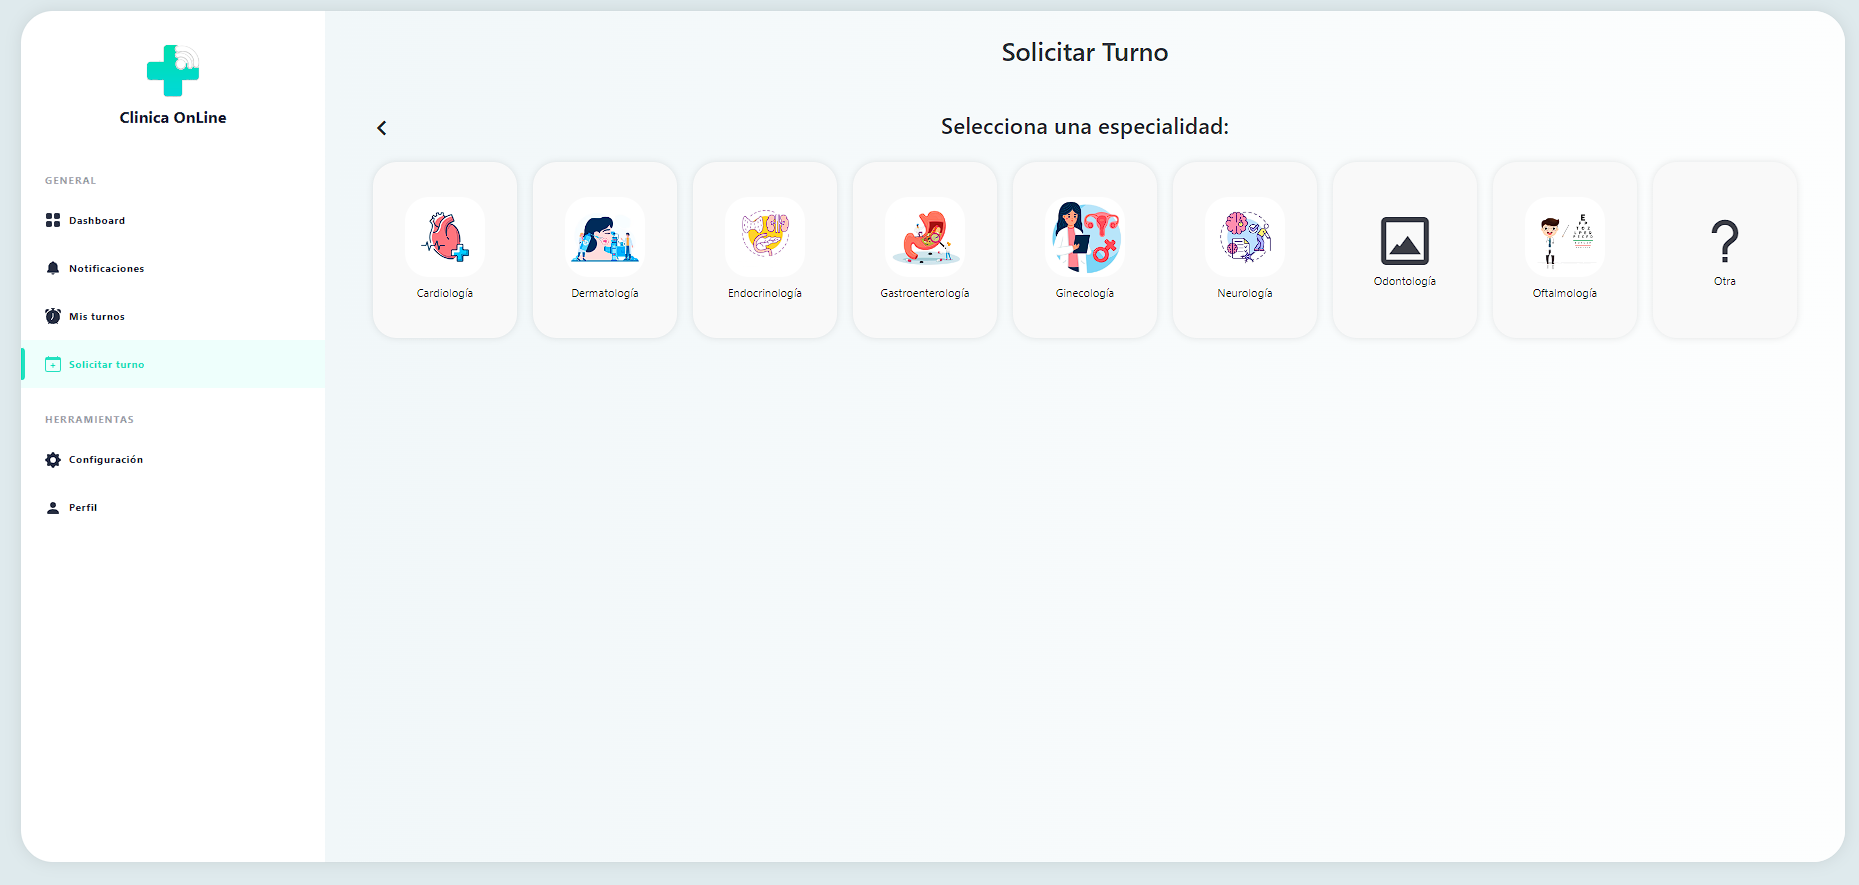 Clinica OnLine
GENERAL
Dashboard
Notificaciones
Mis turnos
Solicitar turno
HERRAMIENTAS
Configuración
Perfil
Solicitar Turno
Selecciona una especialidad:
Cardiología
Dermatología
Endocrinología
Gastroenterología
Ginecología
Neurología
Odontología
Oftalmología
Otra